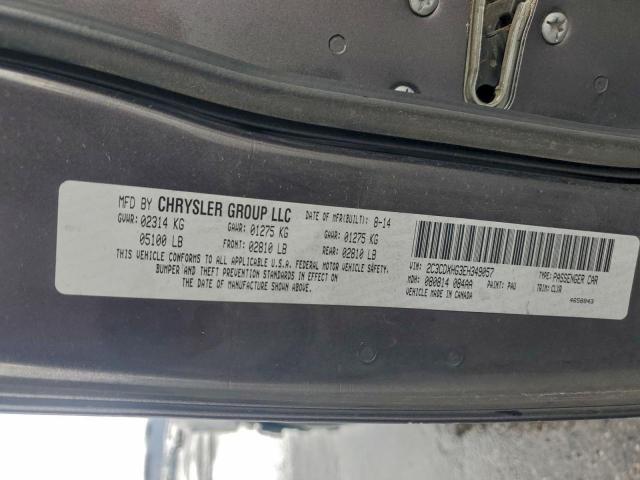 MFD BY CHRYSLER GROUP LLC DATE OF MFR(BUILT): 8-14
GVWR: 02314 KG GAWR: 01275 KG GAWR: 01275 KG
05100 LB FRONT: 02810 LB REAR: 02810 LB
THIS VEHICLE CONFORMS TO ALL U.S.A. FEDERAL MOTOR VEHICLE SAFETY,
BUMPER AND THEFT PREVENTION STANDARDS IN EFFECT ON
THE DATE OF MANUFACTURE SHOWN ABOVE.
VIN: 2C3CDXHG3EH349057 TYPE: PASSENGER CAR
MDH: 080814 084AA PAINT: PAU TRIM: CLX9
VEHICLE MADE IN CANADA 4658043